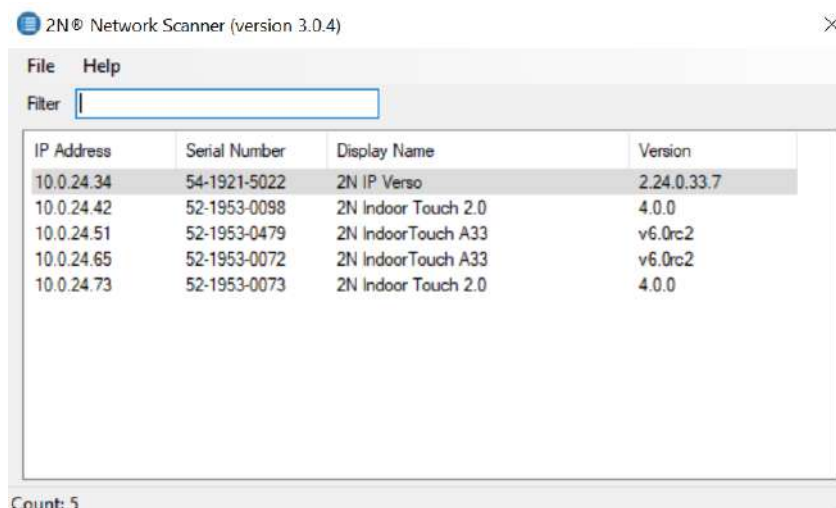 2N® Network Scanner (version 3.0.4)
File Help
Filter
IP Address Serial Number Display Name Version
10.0.24.34 54-1921-5022 2N IP Verso 2.24.0.33.7
10.0.24.42 52-1953-0098 2N Indoor Touch 2.0 4.0.0
10.0.24.51 52-1953-0479 2N IndoorTouch A33 v6.0rc2
10.0.24.65 52-1953-0072 2N IndoorTouch A33 v6.0rc2
10.0.24.73 52-1953-0073 2N Indoor Touch 2.0 4.0.0
Count: 5